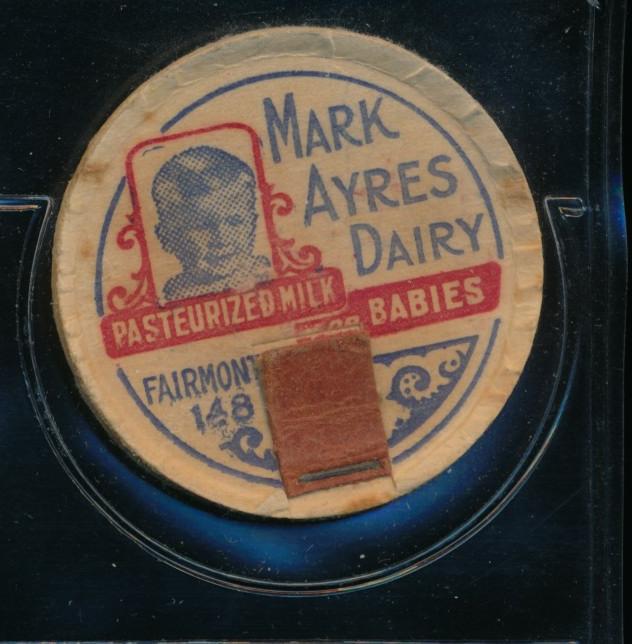 MARK
AYRES
DAIRY
PASTEURIZED MILK
BABIES
FAIRMONT
148